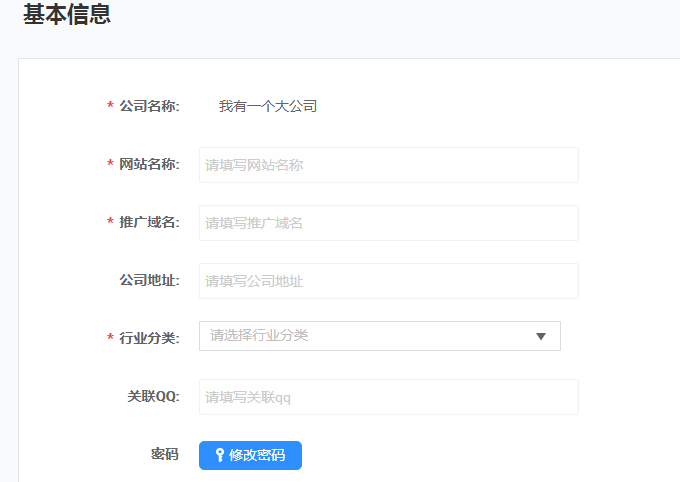 基本信息
* 公司名称: 我有一个大公司
* 网站名称: 请填写网站名称
* 推广域名: 请填写推广域名
公司地址: 请填写公司地址
* 行业分类: 请选择行业分类
关联QQ: 请填写关联qq
密码 修改密码